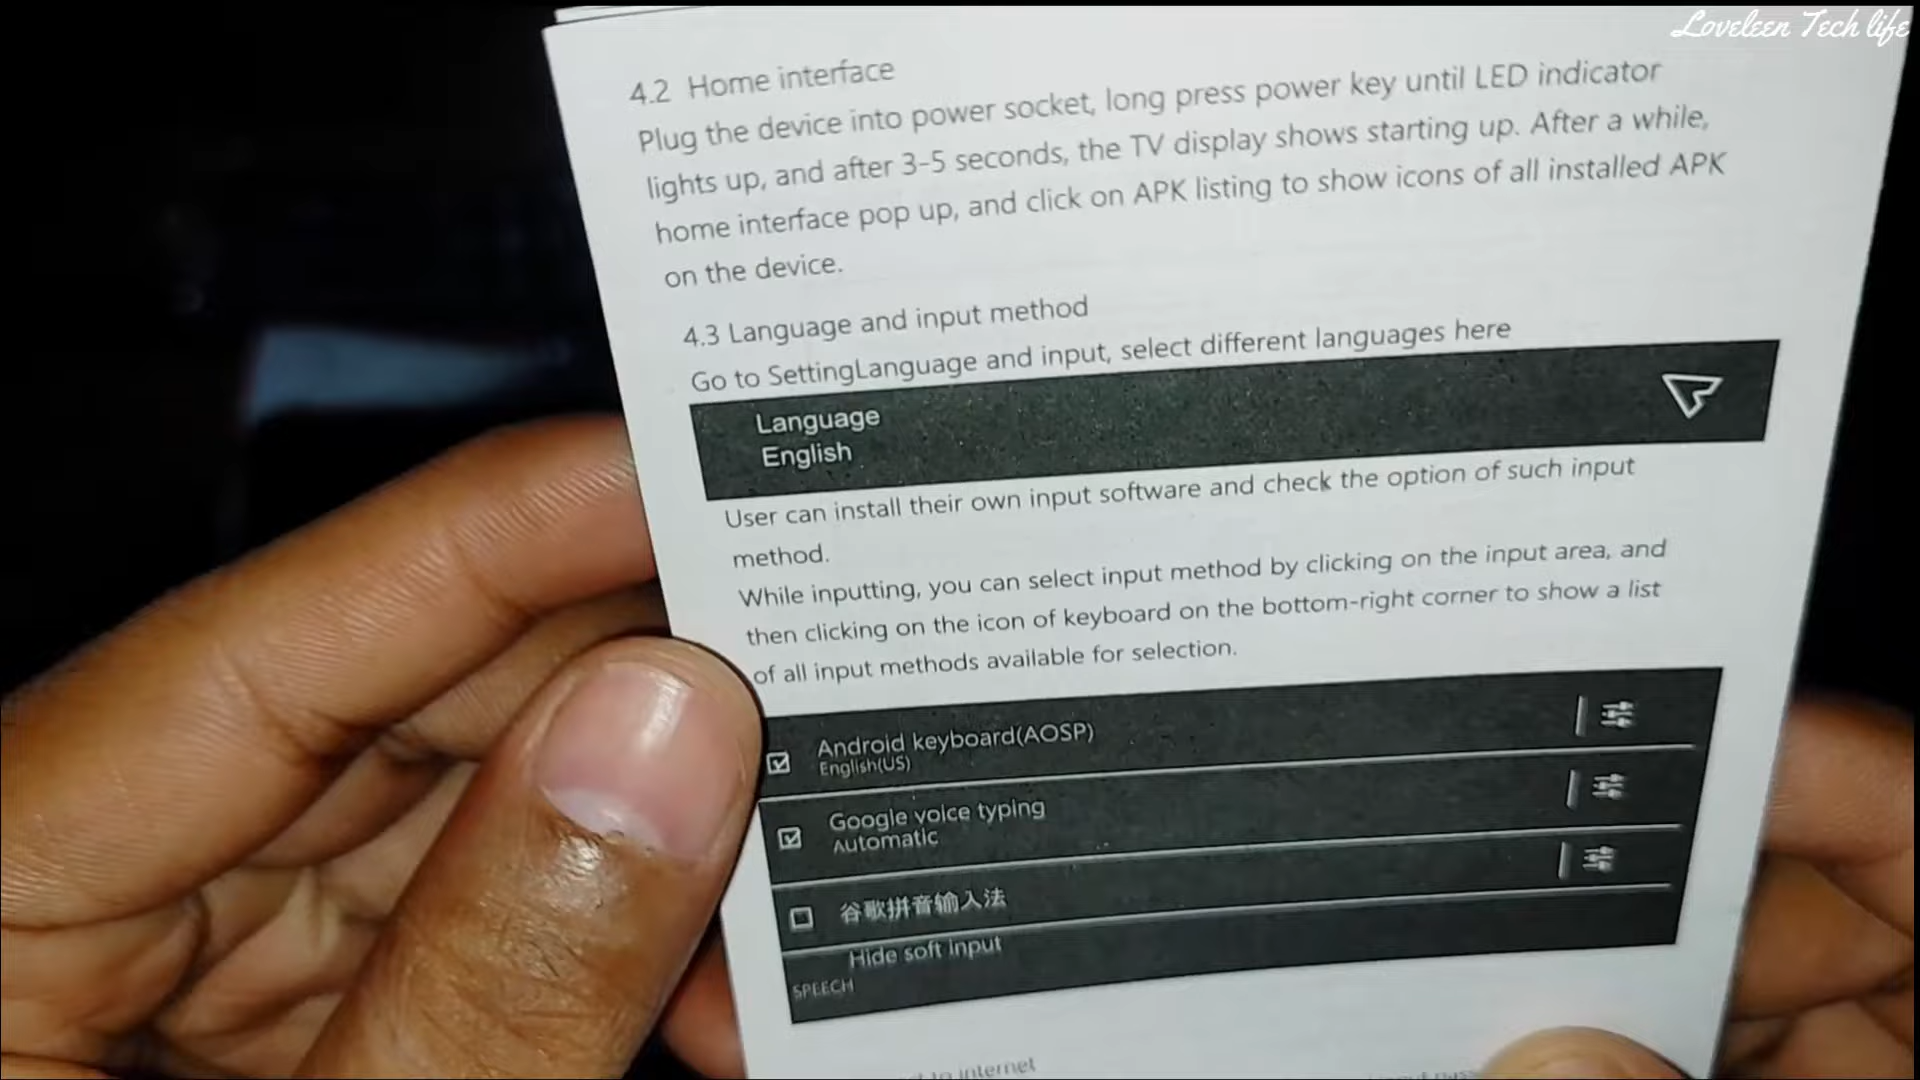 Loveleen Tech life
4.2 Home interface
Plug the device into power socket, long press power key until LED indicator
lights up, and after 3-5 seconds, the TV display shows starting up. After a while,
home interface pop up, and click on APK listing to show icons of all installed APK
on the device.
4.3 Language and input method
Go to SettingLanguage and input, select different languages here
Language
English
User can install their own input software and check the option of such input
method.
While inputting, you can select input method by clicking on the input area, and
then clicking on the icon of keyboard on the bottom-right corner to show a list
of all input methods available for selection.
Android keyboard(AOSP)
English(US)
Google voice typing
Automatic
谷歌拼音输入法
Hide soft input
SPEECH
to internet